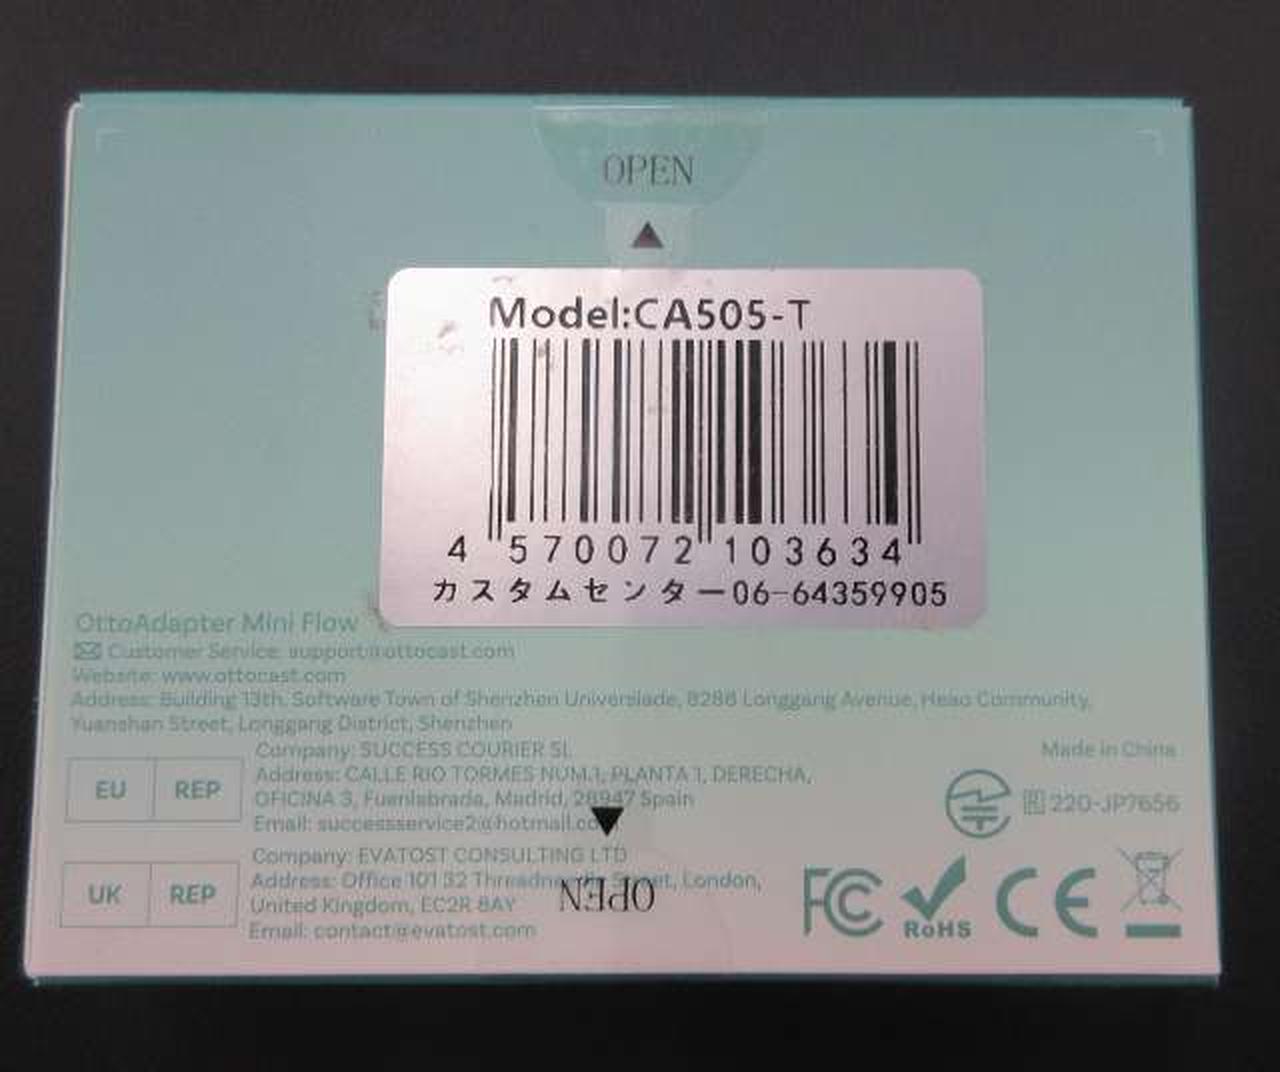 OPEN
Model:CA505-T
4 570072 103634
カスタムセンター06-64359905
OttoAdapter Mini Flow
Customer Service: support@ottocast.com
Website: www.ottocast.com
Address: Building 13th, Software Town of Shenzhen Universiade, 8288 Longgang Avenue, Heao Community,
Yuanshan Street, Longgang District, Shenzhen
EU REP
Company: SUCCESS COURIER SL
Address: CALLE RIO TORMES NUM.1, PLANTA 1, DERECHA,
OFICINA 3, Fuenlabrada, Madrid, 28947 Spain
Email: successservice2@hotmail.com
Made in China
R 220-JP7656
UK REP
Company: EVATOST CONSULTING LTD
Address: Office 101 32 Threadneedle Street, London,
United Kingdom, EC2R 8AY
Email: contact@evatost.com
OPEN
FC
RoHS
CE